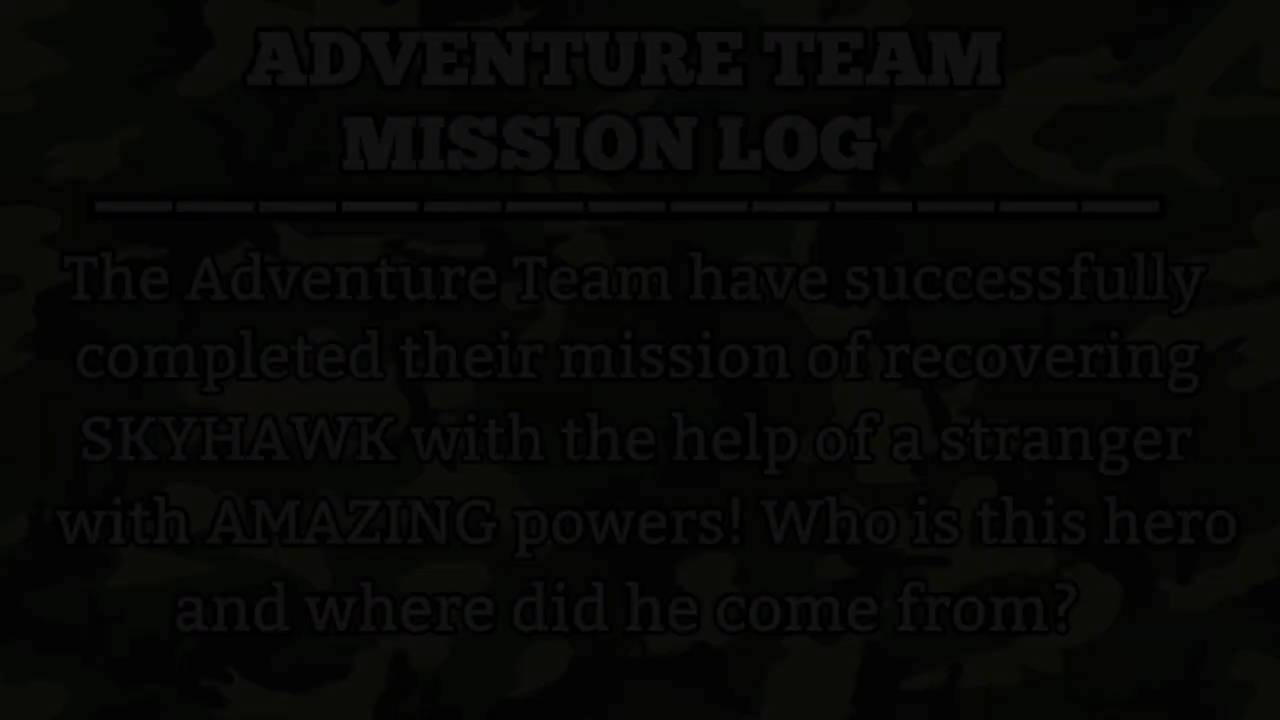 ADVENTURE TEAM
MISSION LOG
The Adventure Team have successfully
completed their mission of recovering
SKYHAWK with the help of a stranger
with AMAZING powers! Who is this hero
and where did he come from?